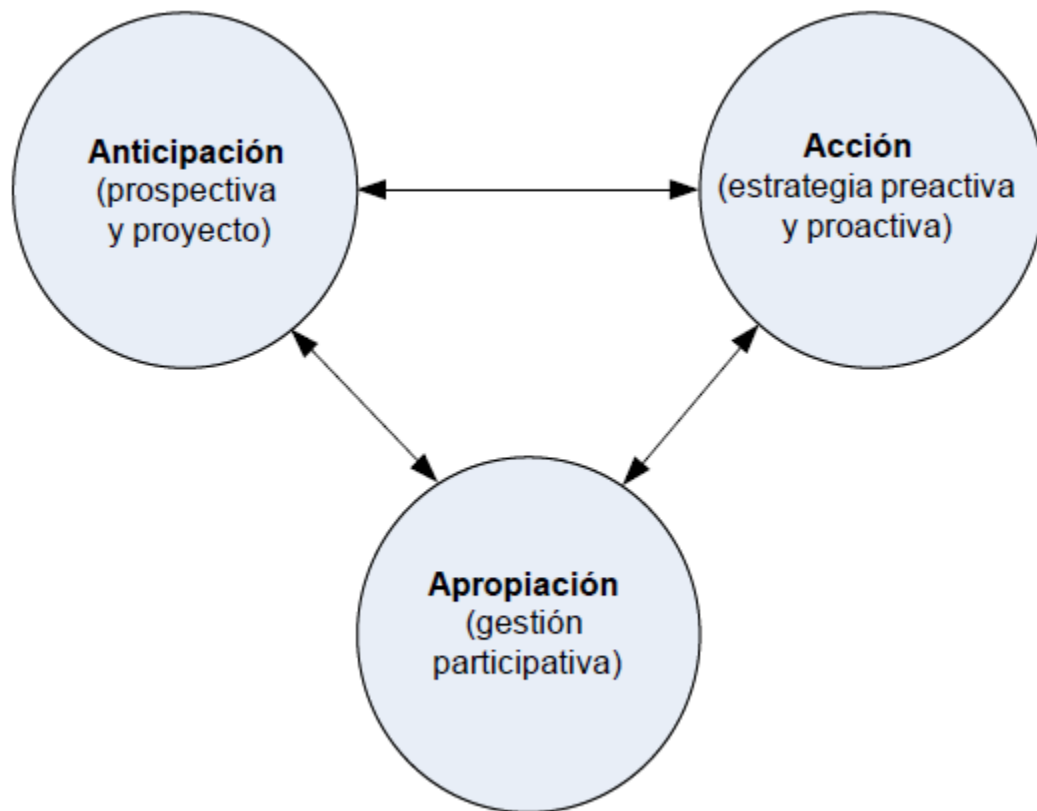 Anticipación
(prospectiva
y proyecto)
Acción
(estrategia preactiva
y proactiva)
Apropiación
(gestión
participativa)